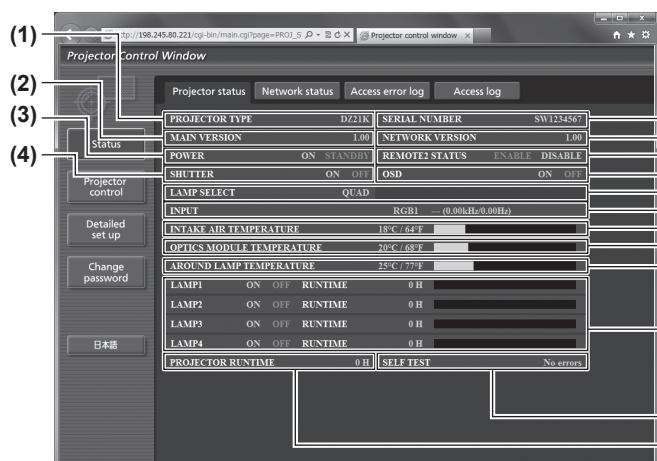 (1)
(2)
(3)
(4)
http://198.245.80.221/cgi-bin/main.cgi?page=PROJ_S
Projector control window ×
Projector Control Window
Projector status Network status Access error log Access log
Status
Projector control
Detailed set up
Change password
日本語
PROJECTOR TYPE DZ21K SERIAL NUMBER SW1234567
MAIN VERSION 1.00 NETWORK VERSION 1.00
POWER ON STANDBY REMOTE2 STATUS ENABLE DISABLE
SHUTTER ON OFF OSD ON OFF
LAMP SELECT QUAD
INPUT RGB1 — (0.00kHz/0.00Hz)
INTAKE AIR TEMPERATURE 18°C / 64°F
OPTICS MODULE TEMPERATURE 20°C / 68°F
AROUND LAMP TEMPERATURE 25°C / 77°F
LAMP1 ON OFF RUNTIME 0 H
LAMP2 ON OFF RUNTIME 0 H
LAMP3 ON OFF RUNTIME 0 H
LAMP4 ON OFF RUNTIME 0 H
PROJECTOR RUNTIME 0 H SELF TEST No errors